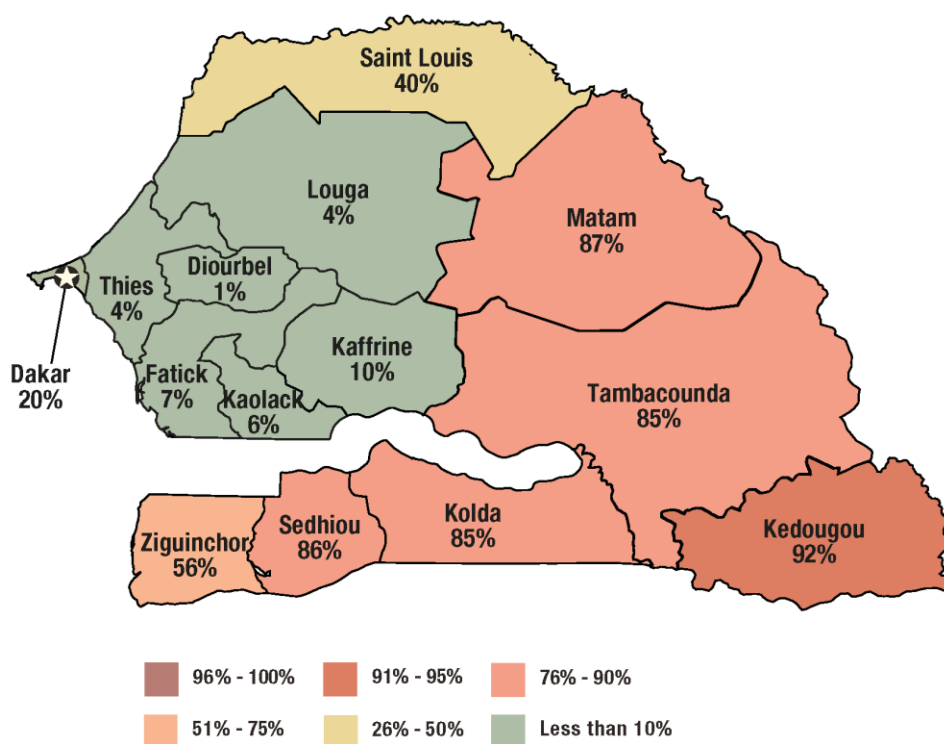 Saint Louis
40%
Louga
4%
Matam
87%
Diourbel
1%
Thies
4%
Dakar
20%
Fatick
7%
Kaolack
6%
Kaffrine
10%
Tambacounda
85%
Ziguinchor
56%
Sedhiou
86%
Kolda
85%
Kedougou
92%
96% - 100%
91% - 95%
76% - 90%
51% - 75%
26% - 50%
Less than 10%